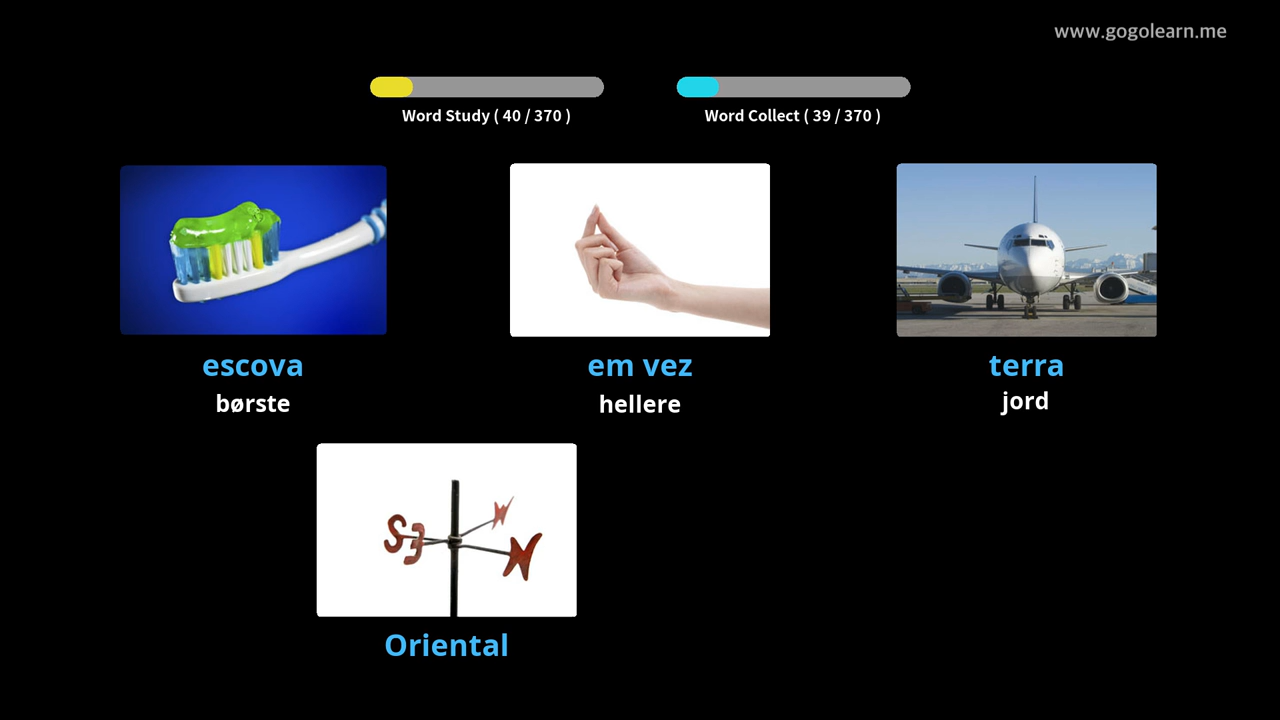 www.gogolearn.me
Word Study ( 40 / 370 )
Word Collect ( 39 / 370 )
escova
børste
em vez
hellere
terra
jord
Oriental